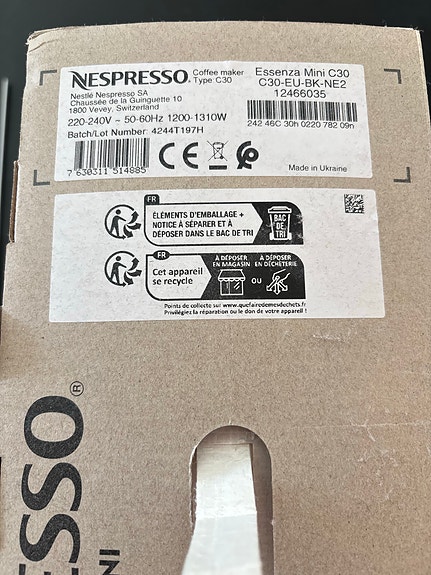 NESPRESSO® Coffee maker Type: C30
Nestlé Nespresso SA
Chaussée de la Guinguette 10
1800 Vevey, Switzerland
220-240V ~ 50-60Hz 1200-1310W
Batch/Lot Number: 4244T197H
7 630311 514885
CE
Essenza Mini C30
C30-EU-BK-NE2
12466035
242 46C 30h 0220 782 09n
Made in Ukraine
FR
ÉLÉMENTS D'EMBALLAGE +
NOTICE À SÉPARER ET À
DÉPOSER DANS LE BAC DE TRI
BAC
DE
TRI
FR
Cet appareil
se recycle
À DÉPOSER
EN MAGASIN
OU
À DÉPOSER
EN DÉCHÈTERIE
Points de collecte sur www.quefairedemesdechets.fr
Privilégiez la réparation ou le don de votre appareil !
ESSO®
NI